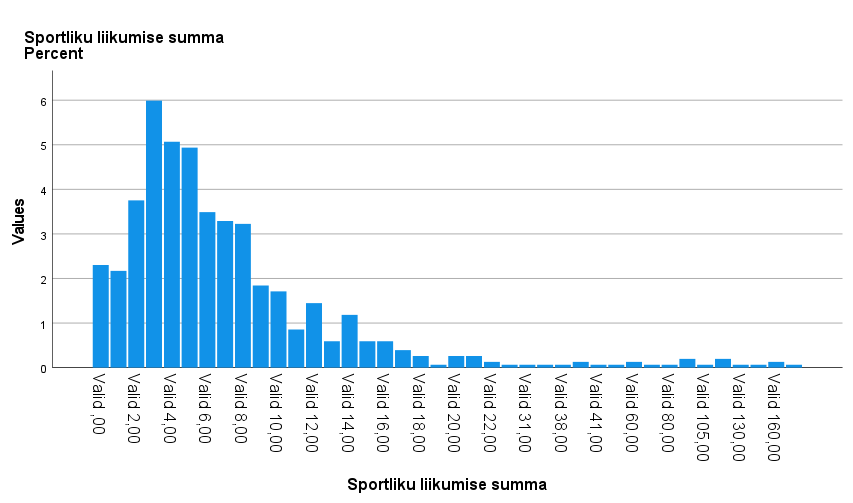 Sportliku liikumise summa
Percent
Values
6
5
4
3
2
1
0
Valid ,00
Valid 2,00
Valid 4,00
Valid 6,00
Valid 8,00
Valid 10,00
Valid 12,00
Valid 14,00
Valid 16,00
Valid 18,00
Valid 20,00
Valid 22,00
Valid 31,00
Valid 38,00
Valid 41,00
Valid 60,00
Valid 80,00
Valid 105,00
Valid 130,00
Valid 160,00
Sportliku liikumise summa